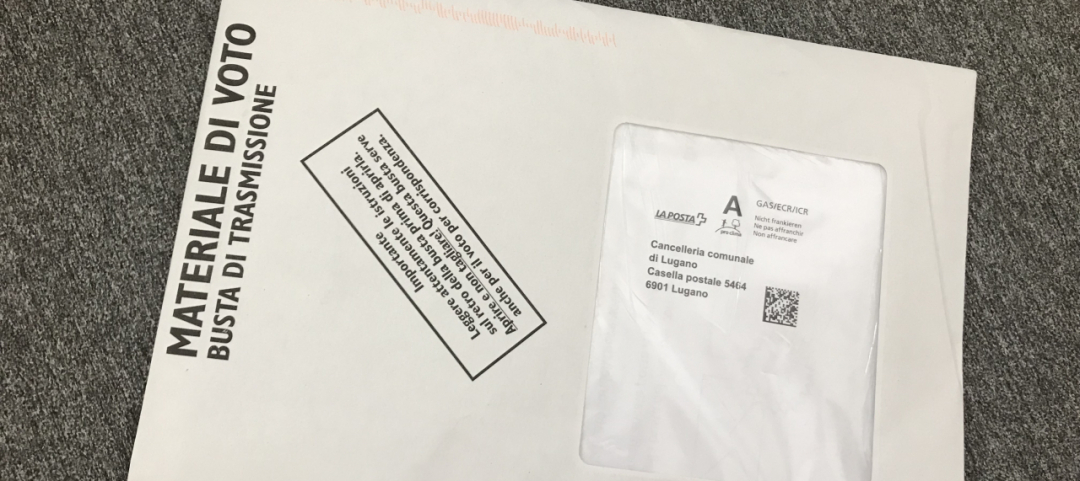 MATERIALE DI VOTO
BUSTA DI TRASMISSIONE
Importante
Leggere attentamente le istruzioni
sul retro della busta prima di aprirla.
Aprire e non tagliare! Questa busta serve
anche per il voto per corrispondenza.
LA POSTA
A
GAS/ECR/ICR
Nicht frankieren
Ne pas affranchir
Non affrancare
pro clima
Cancelleria comunale
di Lugano
Casella postale 5464
6901 Lugano